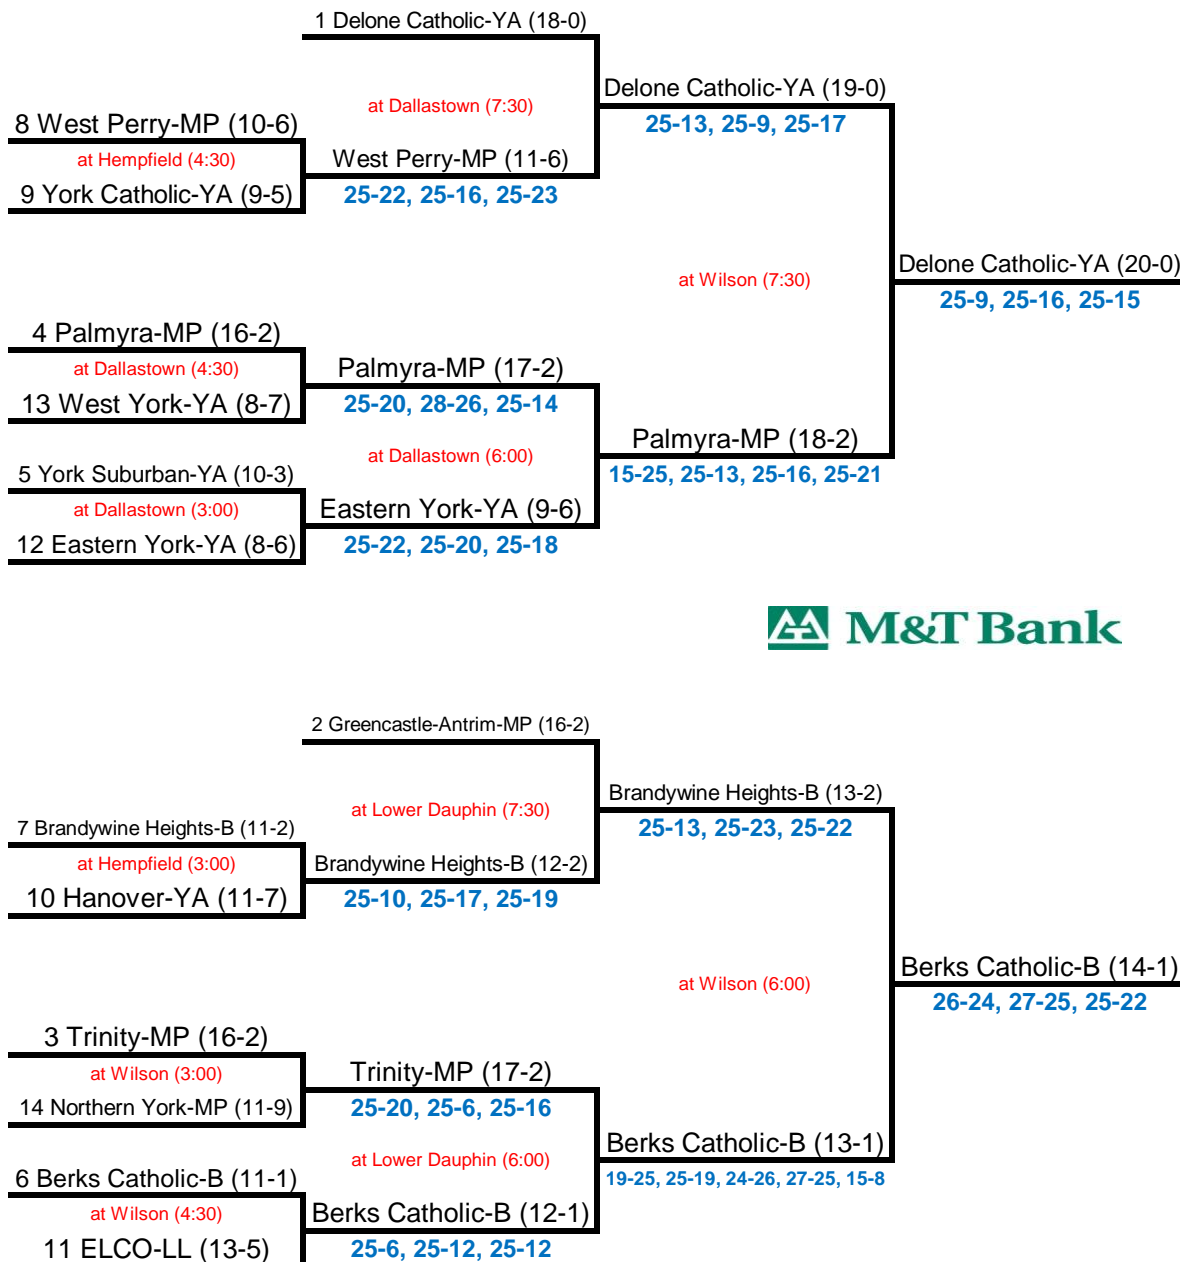 1 Delone Catholic-YA (18-0)
at Dallastown (7:30)
Delone Catholic-YA (19-0)
25-13, 25-9, 25-17
8 West Perry-MP (10-6)
at Hempfield (4:30)
9 York Catholic-YA (9-5)
West Perry-MP (11-6)
25-22, 25-16, 25-23
at Wilson (7:30)
Delone Catholic-YA (20-0)
25-9, 25-16, 25-15
4 Palmyra-MP (16-2)
at Dallastown (4:30)
13 West York-YA (8-7)
Palmyra-MP (17-2)
25-20, 28-26, 25-14
at Dallastown (6:00)
Palmyra-MP (18-2)
15-25, 25-13, 25-16, 25-21
5 York Suburban-YA (10-3)
at Dallastown (3:00)
12 Eastern York-YA (8-6)
Eastern York-YA (9-6)
25-22, 25-20, 25-18
M&T Bank
2 Greencastle-Antrim-MP (16-2)
at Lower Dauphin (7:30)
Brandywine Heights-B (13-2)
25-13, 25-23, 25-22
7 Brandywine Heights-B (11-2)
at Hempfield (3:00)
10 Hanover-YA (11-7)
Brandywine Heights-B (12-2)
25-10, 25-17, 25-19
at Wilson (6:00)
Berks Catholic-B (14-1)
26-24, 27-25, 25-22
3 Trinity-MP (16-2)
at Wilson (3:00)
14 Northern York-MP (11-9)
Trinity-MP (17-2)
25-20, 25-6, 25-16
at Lower Dauphin (6:00)
Berks Catholic-B (13-1)
19-25, 25-19, 24-26, 27-25, 15-8
6 Berks Catholic-B (11-1)
at Wilson (4:30)
11 ELCO-LL (13-5)
Berks Catholic-B (12-1)
25-6, 25-12, 25-12